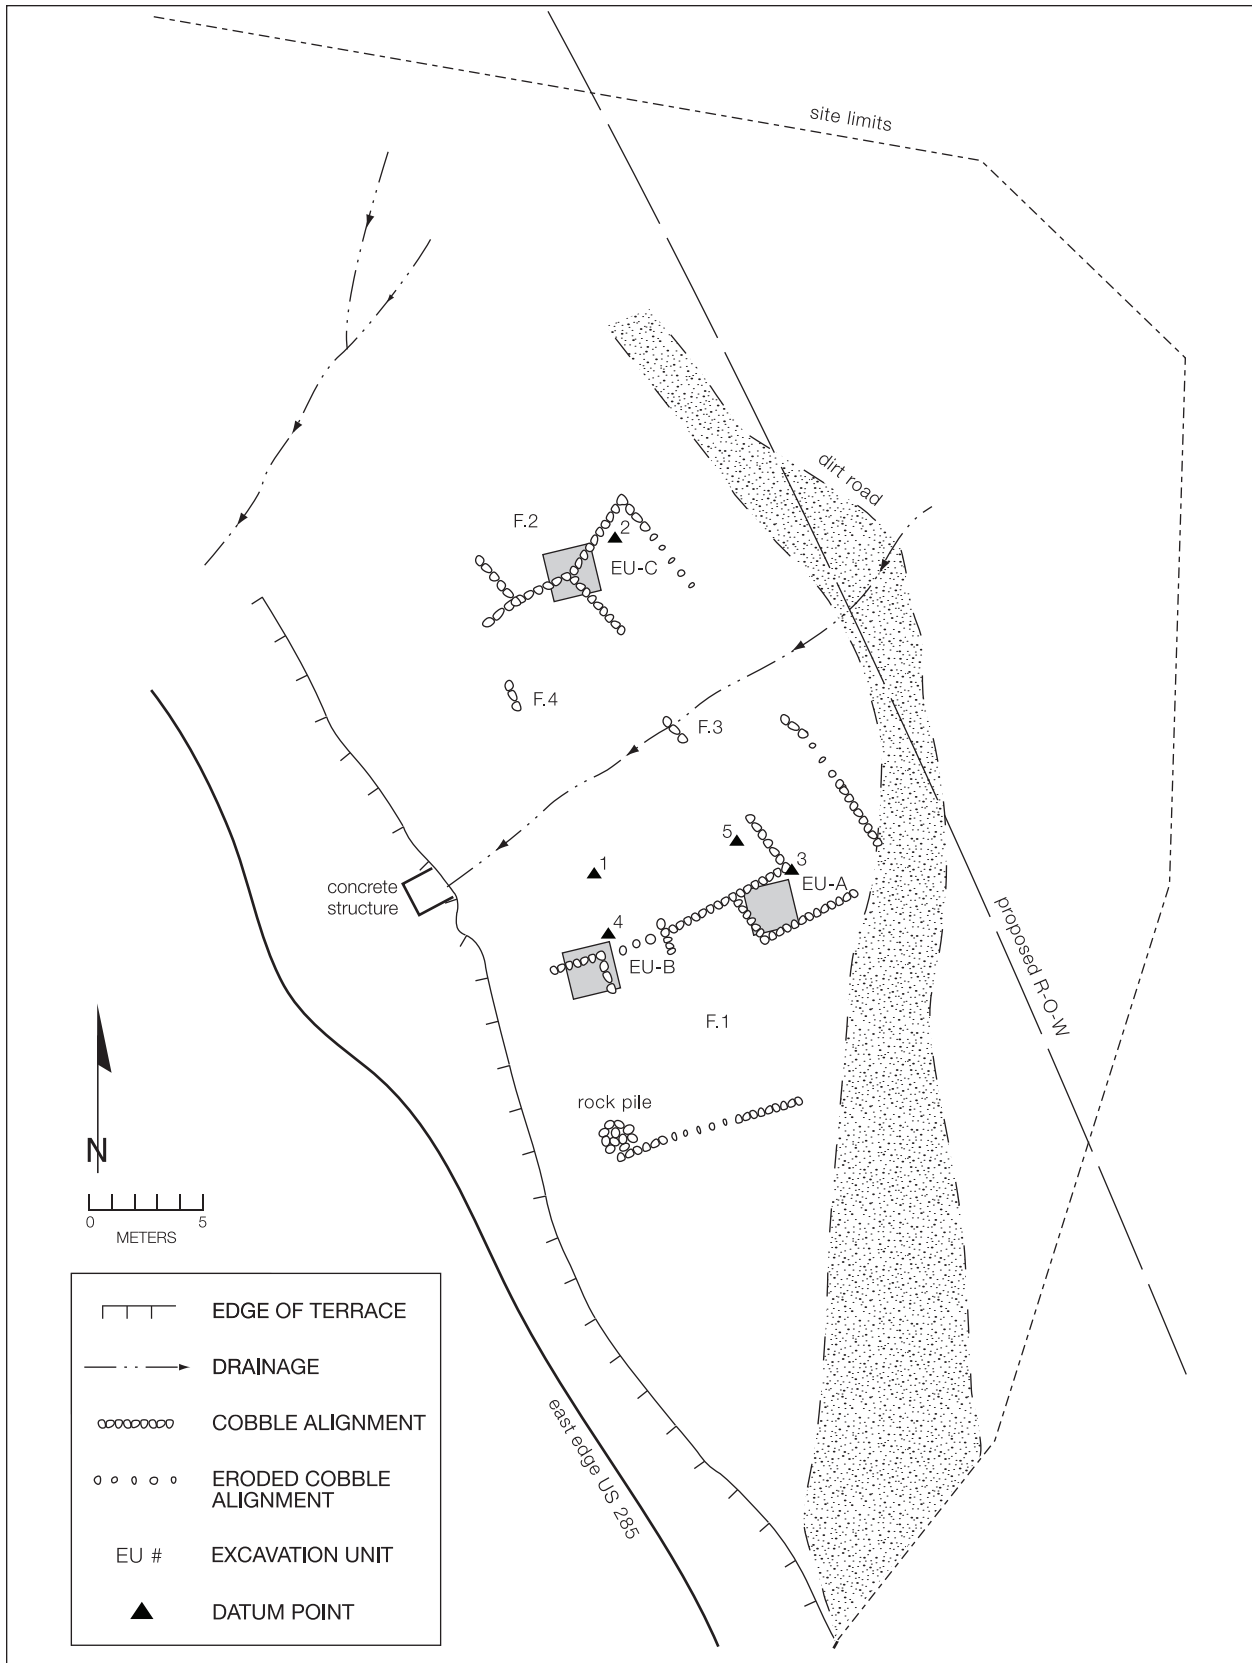 site limits
dirt road
F.2
2
EU-C
F.4
F.3
5
3
1
EU-A
concrete
structure
4
EU-B
proposed R-O-W
F.1
rock pile
N
0 5
METERS
east edge US 285
EDGE OF TERRACE
DRAINAGE
COBBLE ALIGNMENT
ERODED COBBLE
ALIGNMENT
EU # EXCAVATION UNIT
DATUM POINT